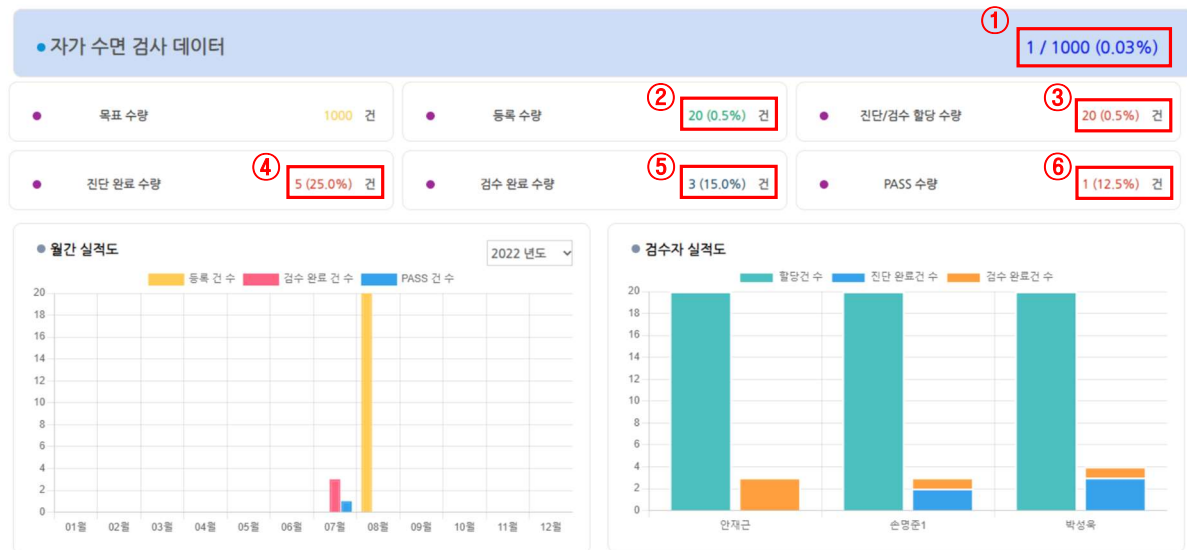 ①
● 자가 수면 검사 데이터 1 / 1000 (0.03%)
● 목표 수량 1000 건 ● 등록 수량 ② 20 (0.5%) 건 ● 진단/검수 할당 수량 ③ 20 (0.5%) 건
진단 완료 수량 ④ 5 (25.0%) 건 ● 검수 완료 수량 ⑤ 3 (15.0%) 건 ● PASS 수량 ⑥ 1 (12.5%) 건
● 월간 실적도 2022 년도
등록 건 수 검수 완료 건 수 PASS 건 수
20
18
16
14
12
10
8
6
4
2
0
01월 02월 03월 04월 05월 06월 07월 08월 09월 10월 11월 12월
● 검수자 실적도
할당건 수 진단 완료건 수 검수 완료건 수
20
18
16
14
12
10
8
6
4
2
0
안재근 손명준1 박성욱